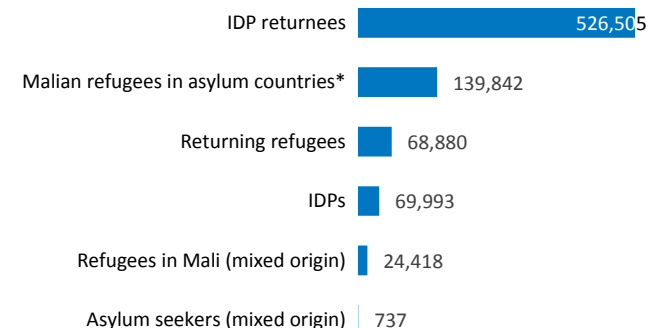 IDP returnees 526,505
Malian refugees in asylum countries* 139,842
Returning refugees 68,880
IDPs 69,993
Refugees in Mali (mixed origin) 24,418
Asylum seekers (mixed origin) 737